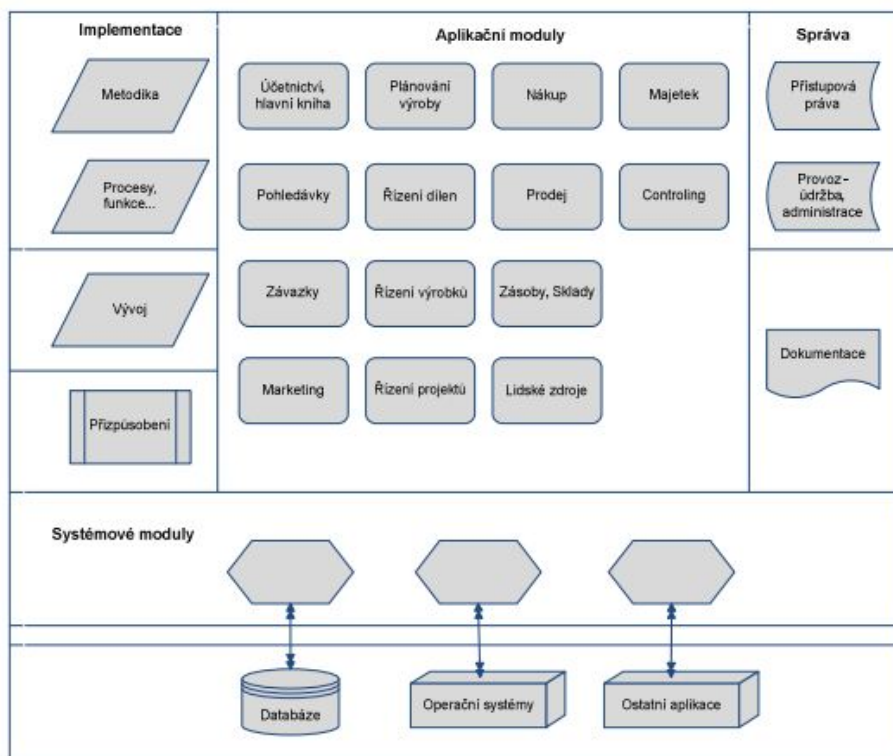 Implementace
Metodika
Procesy,
funkce...
Vývoj
Přizpůsobení
Aplikační moduly
Účetnictví,
hlavní kniha
Plánování
výroby
Nákup
Majetek
Pohledávky
Řízení dílen
Prodej
Controling
Závazky
Řízení výrobků
Zásoby, Sklady
Marketing
Řízení projektů
Lidské zdroje
Správa
Přístupová
práva
Provoz-
údržba,
administrace
Dokumentace
Systémové moduly
Databáze
Operační systémy
Ostatní aplikace